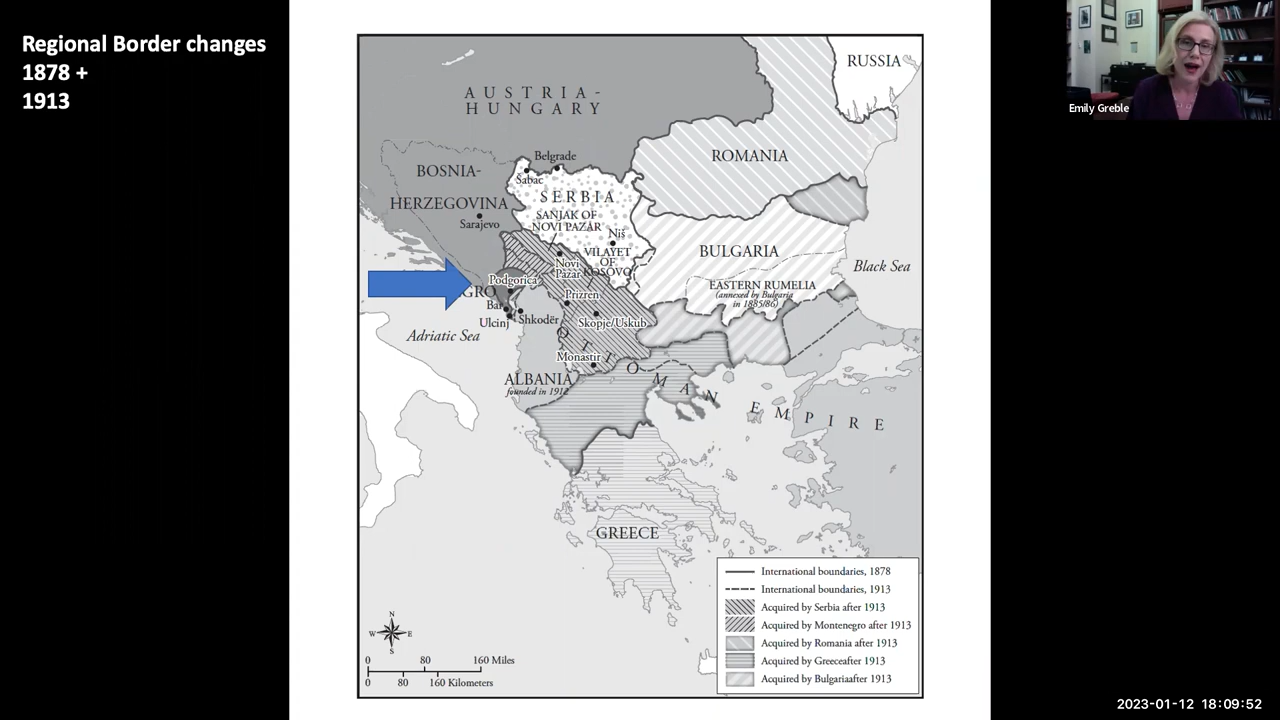 Regional Border changes
1878 +
1913
Emily Greble
RUSSIA
AUSTRIA-
HUNGARY
ROMANIA
BOSNIA-
HERZEGOVINA
Sarajevo
Belgrade
Šabac
SERBIA
SANJAK OF
NOVI PAZAR
Niš
VILAYET
OF
KOSOVO
Novi
Pazar
BULGARIA
EASTERN RUMELIA
(annexed by Bulgaria
in 1885/86)
Black Sea
Podgorica
GRO
Bar
Ulcinj
Shkodër
Prizren
Skopje/Uskub
Adriatic Sea
Monastir
ALBANIA
founded in 1912
OTTOMAN EMPIRE
GREECE
International boundaries, 1878
International boundaries, 1913
Acquired by Serbia after 1913
Acquired by Montenegro after 1913
Acquired by Romania after 1913
Acquired by Greeceafter 1913
Acquired by Bulgariaafter 1913
N
W E
S
0 80 160 Miles
0 80 160 Kilometers
2023-01-12 18:09:52